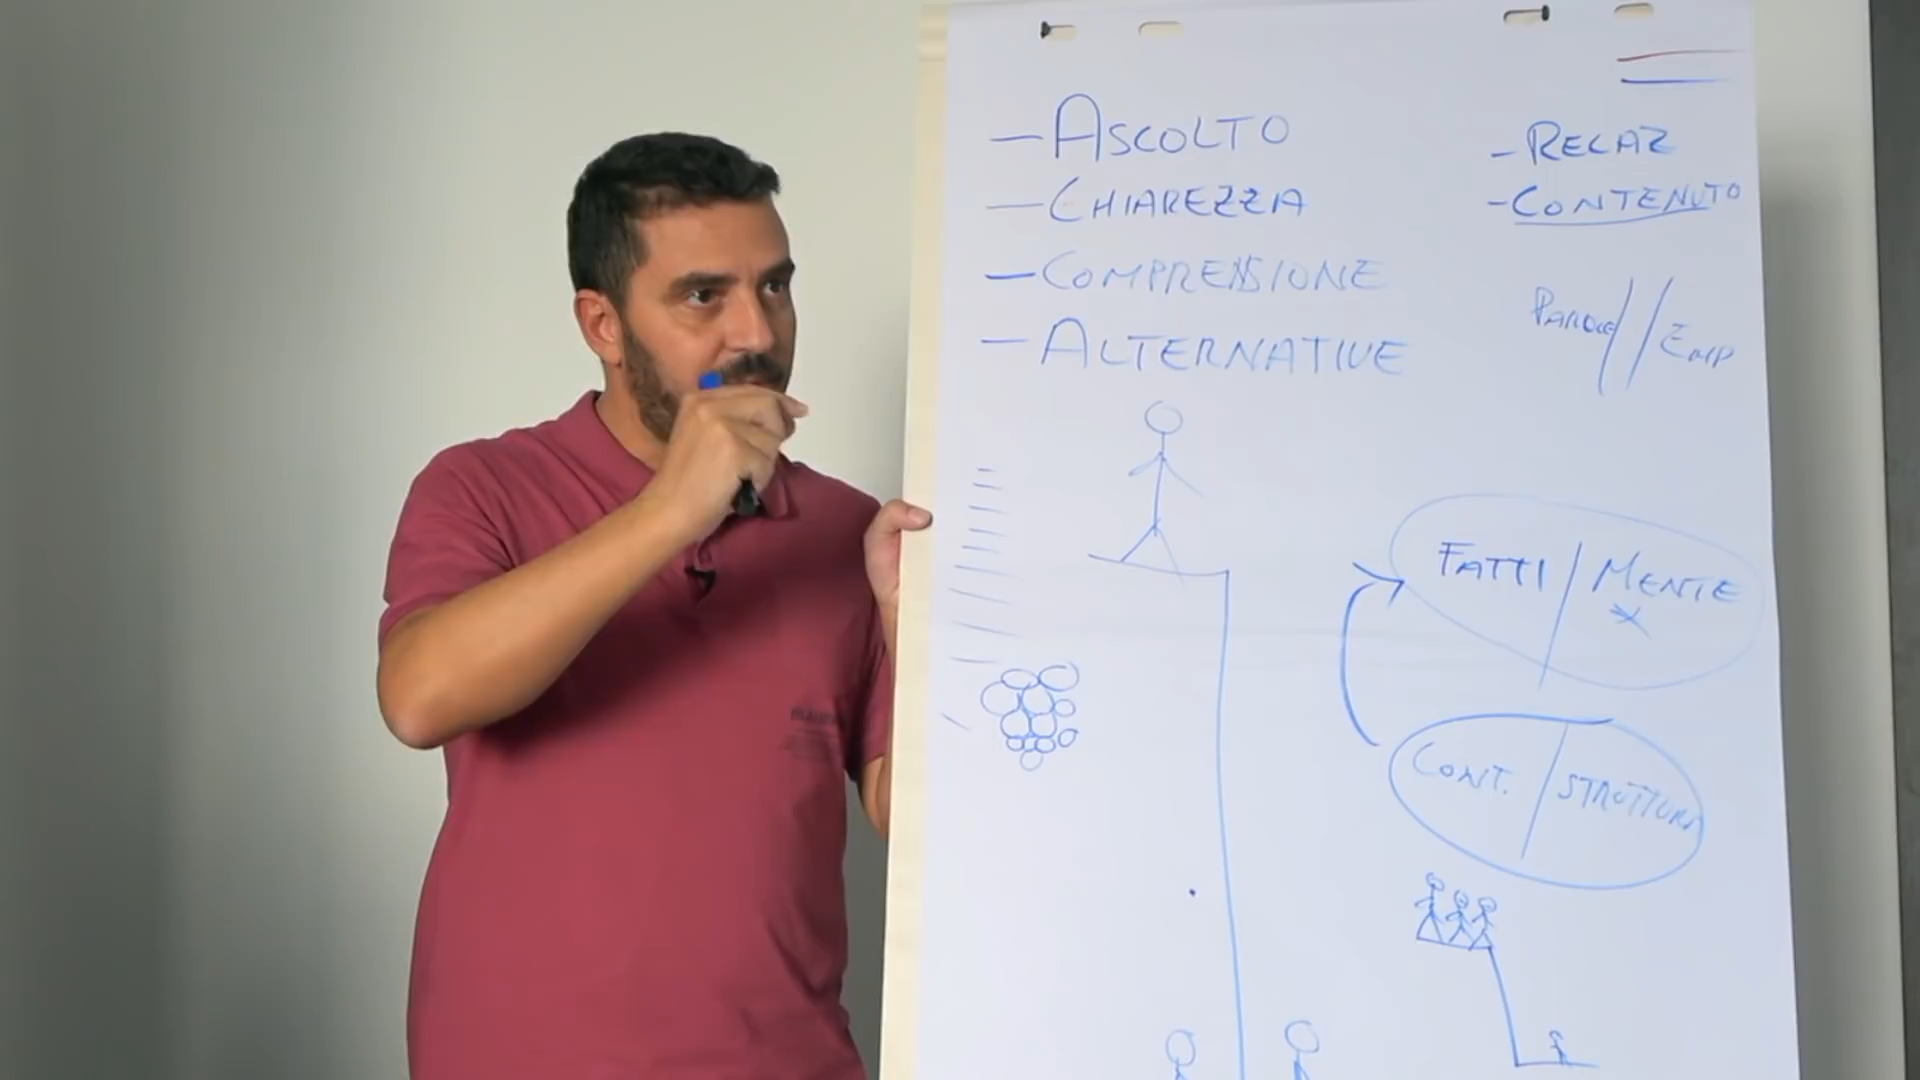 - ASCOLTO
- CHIAREZZA
- COMPRENSIONE
- ALTERNATIVE
- RELAZ
- CONTENUTO
PAROLE // EMP
FATTI / MENTE
CONT. / STRUTTURA